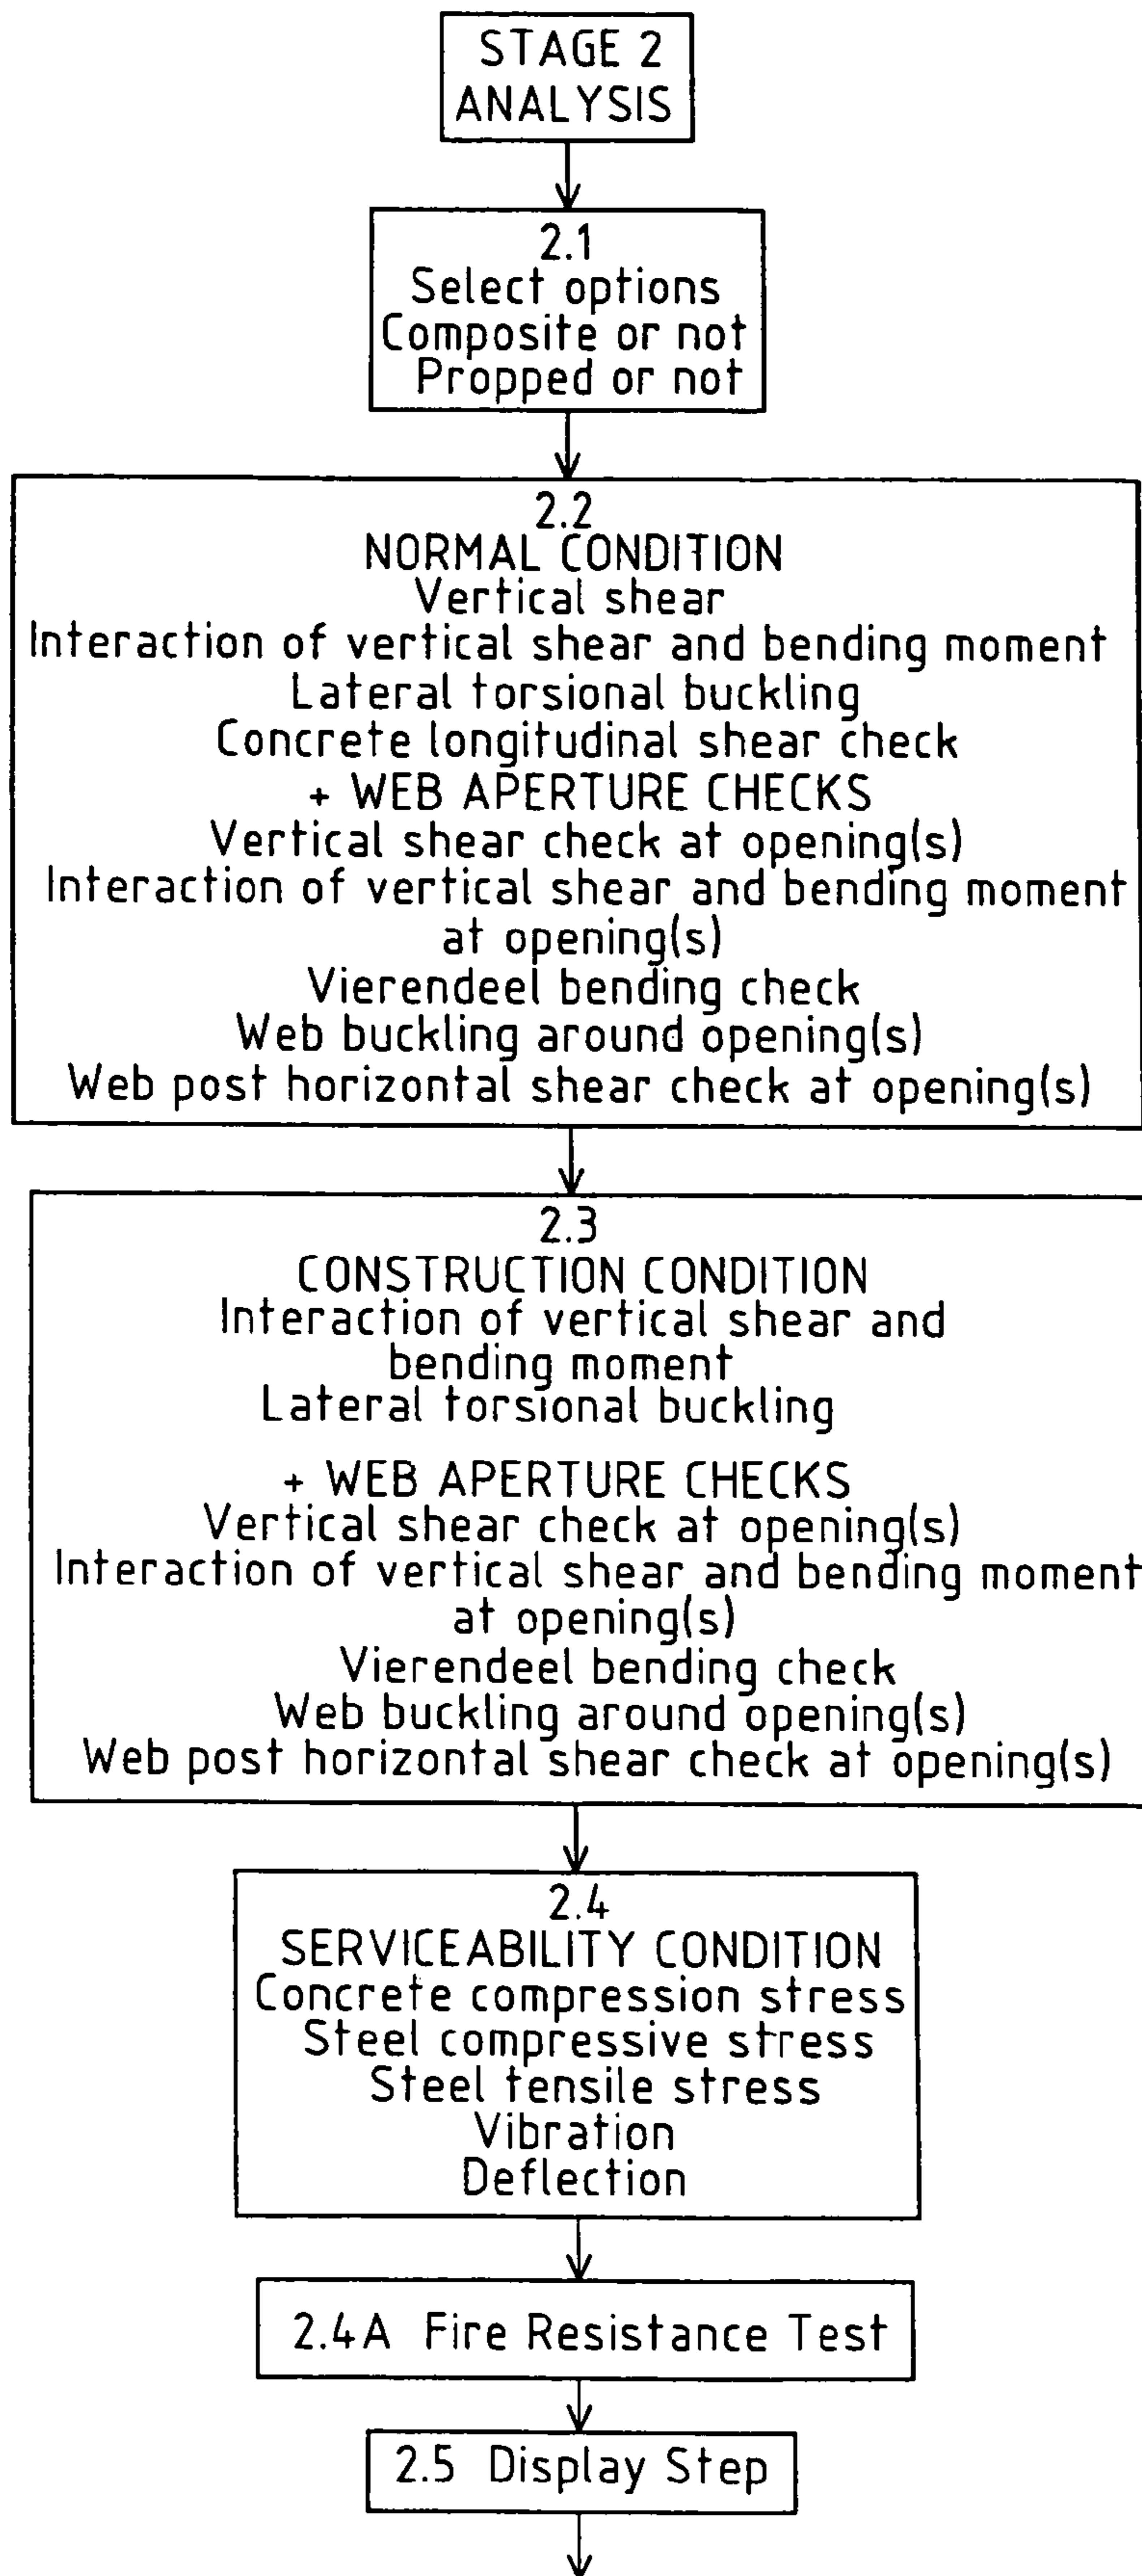 STAGE 2
ANALYSIS
2.1
Select options
Composite or not
Propped or not
2.2
NORMAL CONDITION
Vertical shear
Interaction of vertical shear and bending moment
Lateral torsional buckling
Concrete longitudinal shear check
+ WEB APERTURE CHECKS
Vertical shear check at opening(s)
Interaction of vertical shear and bending moment
at opening(s)
Vierendeel bending check
Web buckling around opening(s)
Web post horizontal shear check at opening(s)
2.3
CONSTRUCTION CONDITION
Interaction of vertical shear and
bending moment
Lateral torsional buckling
+ WEB APERTURE CHECKS
Vertical shear check at opening(s)
Interaction of vertical shear and bending moment
at opening(s)
Vierendeel bending check
Web buckling around opening(s)
Web post horizontal shear check at opening(s)
2.4
SERVICEABILITY CONDITION
Concrete compression stress
Steel compressive stress
Steel tensile stress
Vibration
Deflection
2.4A Fire Resistance Test
2.5 Display Step